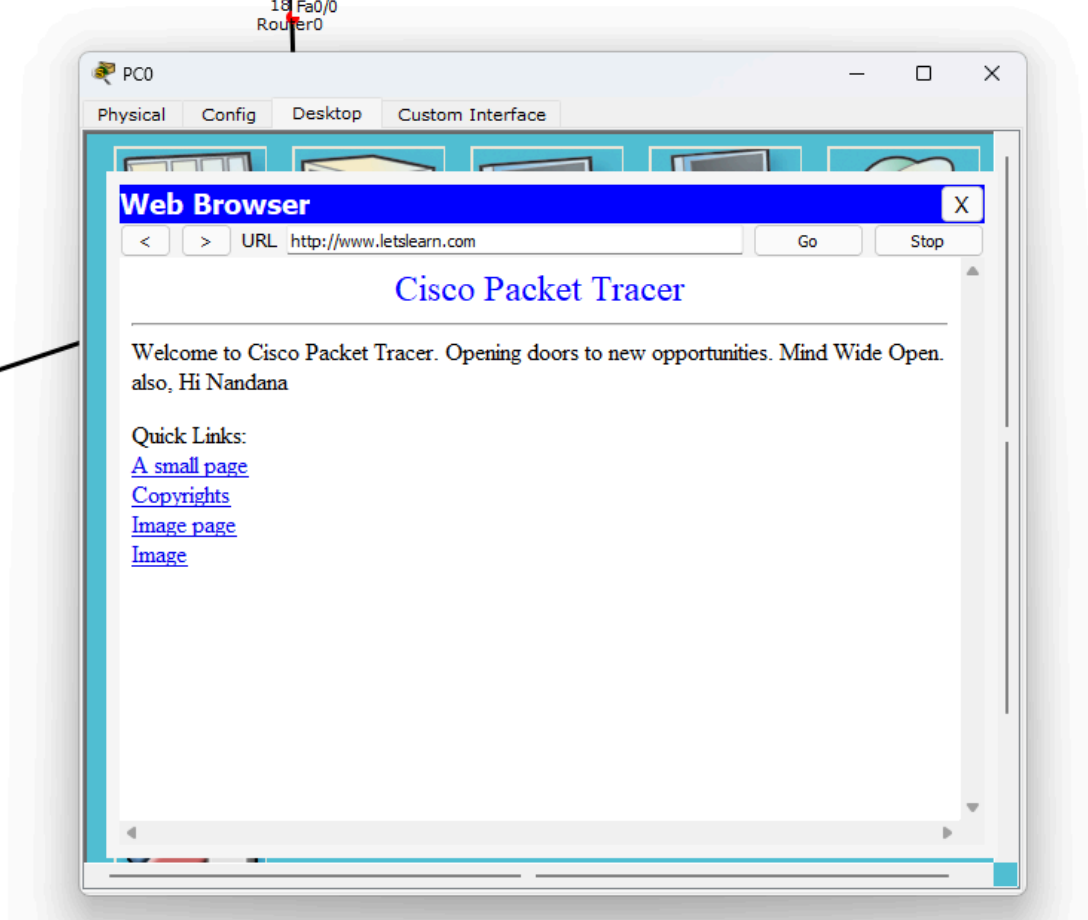 18 Fa0/0
Router0
PC0
Physical Config Desktop Custom Interface
Web Browser X
< > URL http://www.letslearn.com Go Stop
Cisco Packet Tracer
Welcome to Cisco Packet Tracer. Opening doors to new opportunities. Mind Wide Open.
also, Hi Nandana
Quick Links:
A small page
Copyrights
Image page
Image